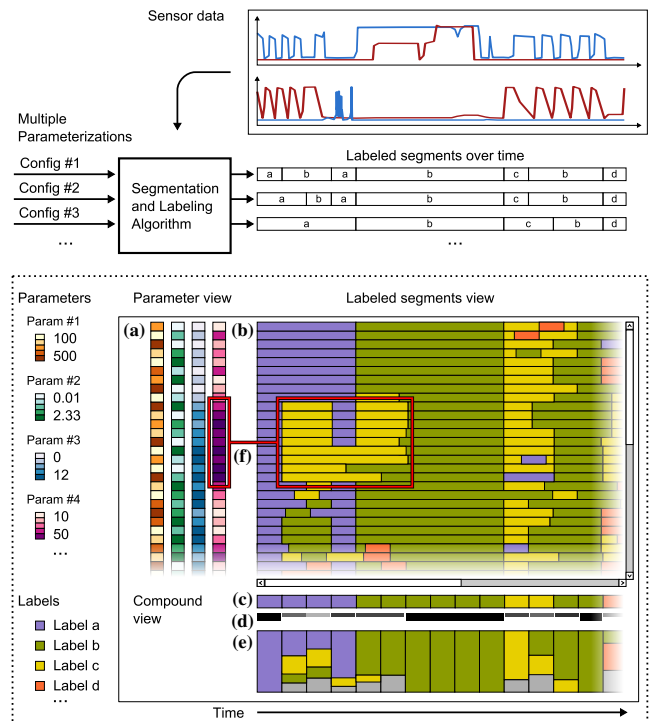 Sensor data
Multiple
Parameterizations
Labeled segments over time
Config #1
a b a b c b d
Segmentation
and Labeling
Algorithm
Config #2
a b a b c b d
Config #3
a b c b d
... ...
Parameters
Parameter view
Labeled segments view
Param #1
100
500
(a)
(b)
Param #2
0.01
2.33
Param #3
0
12
(f)
Param #4
10
50
...
Labels
Compound
view
(c)
(d)
(e)
Label a
Label b
Label c
Label d
...
Time